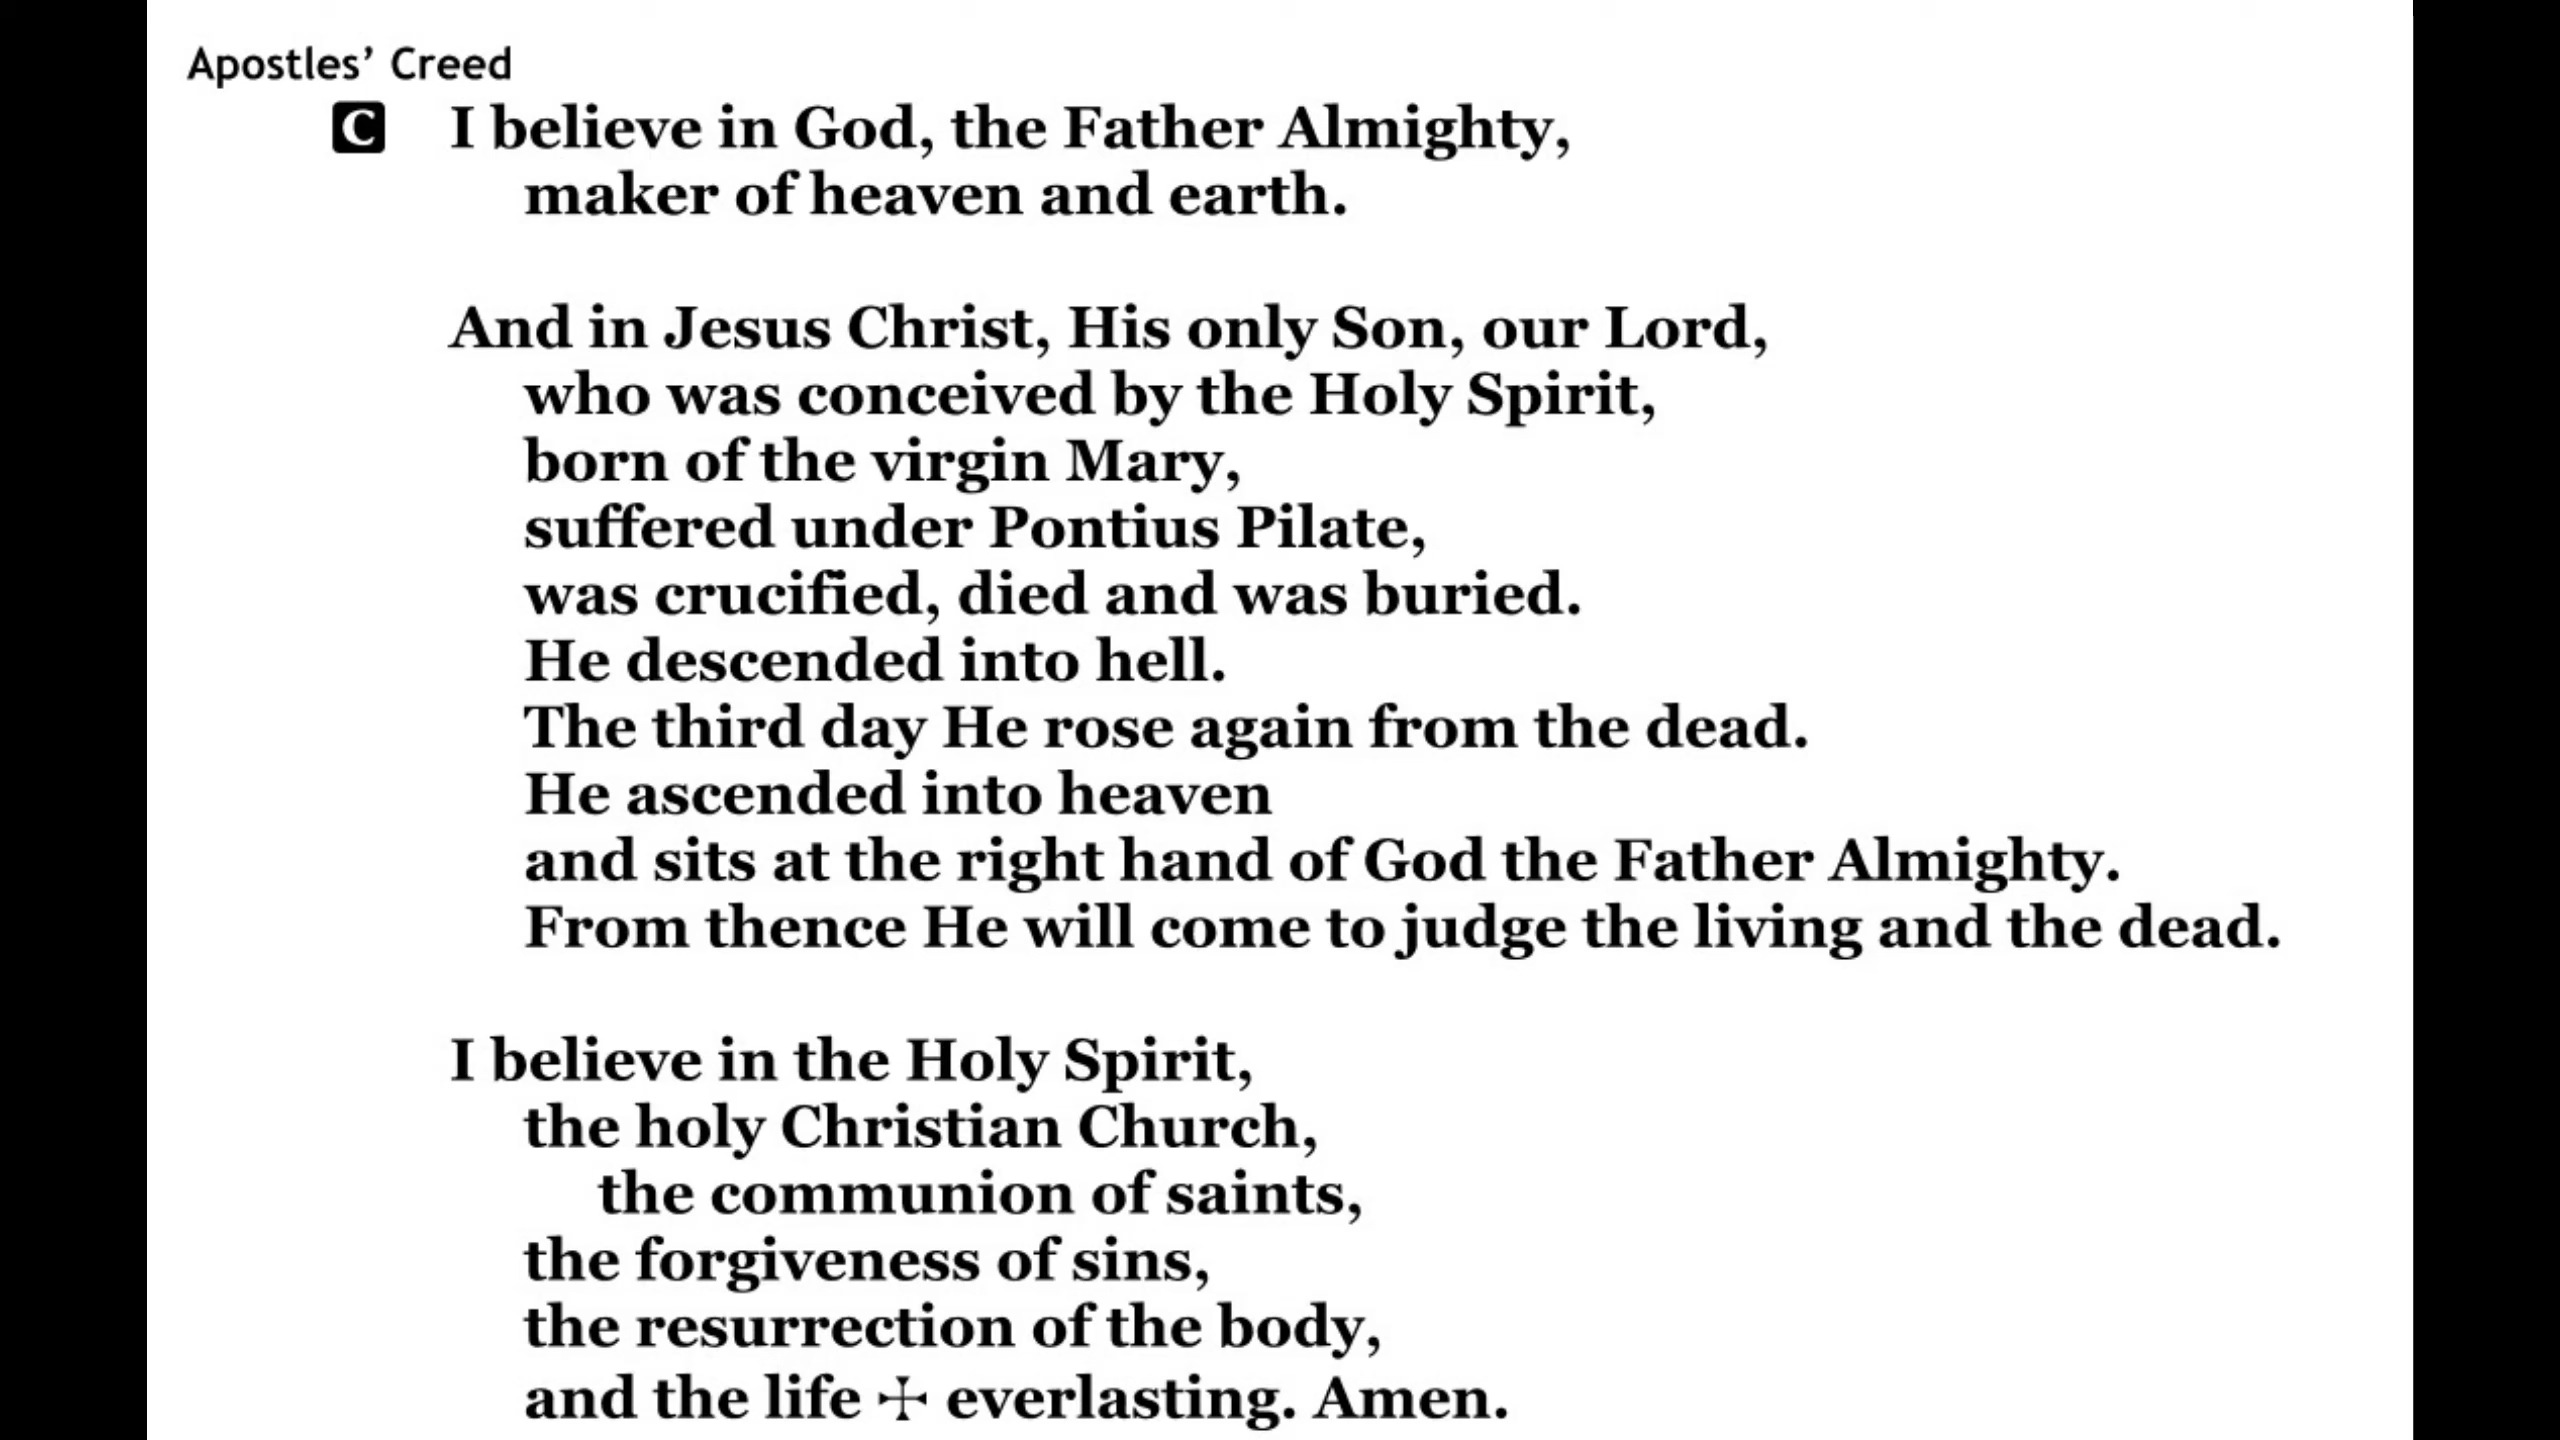 Apostles’ Creed
C I believe in God, the Father Almighty,
maker of heaven and earth.
And in Jesus Christ, His only Son, our Lord,
who was conceived by the Holy Spirit,
born of the virgin Mary,
suffered under Pontius Pilate,
was crucified, died and was buried.
He descended into hell.
The third day He rose again from the dead.
He ascended into heaven
and sits at the right hand of God the Father Almighty.
From thence He will come to judge the living and the dead.
I believe in the Holy Spirit,
the holy Christian Church,
the communion of saints,
the forgiveness of sins,
the resurrection of the body,
and the life ☩ everlasting. Amen.